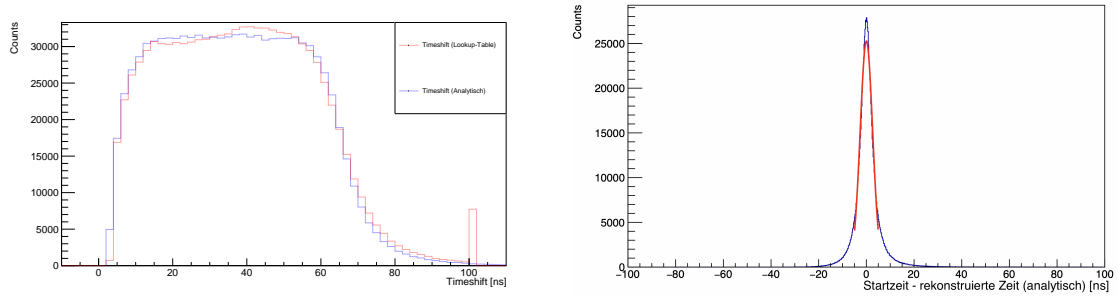 Counts
30000
25000
20000
15000
10000
5000
0
0 20 40 60 80 100
Timeshift [ns]
Timeshift (Lookup-Table)
Timeshift (Analytisch)
Counts
25000
20000
15000
10000
5000
0
−100 −80 −60 −40 −20 0 20 40 60 80 100
Startzeit - rekonstruierte Zeit (analytisch) [ns]